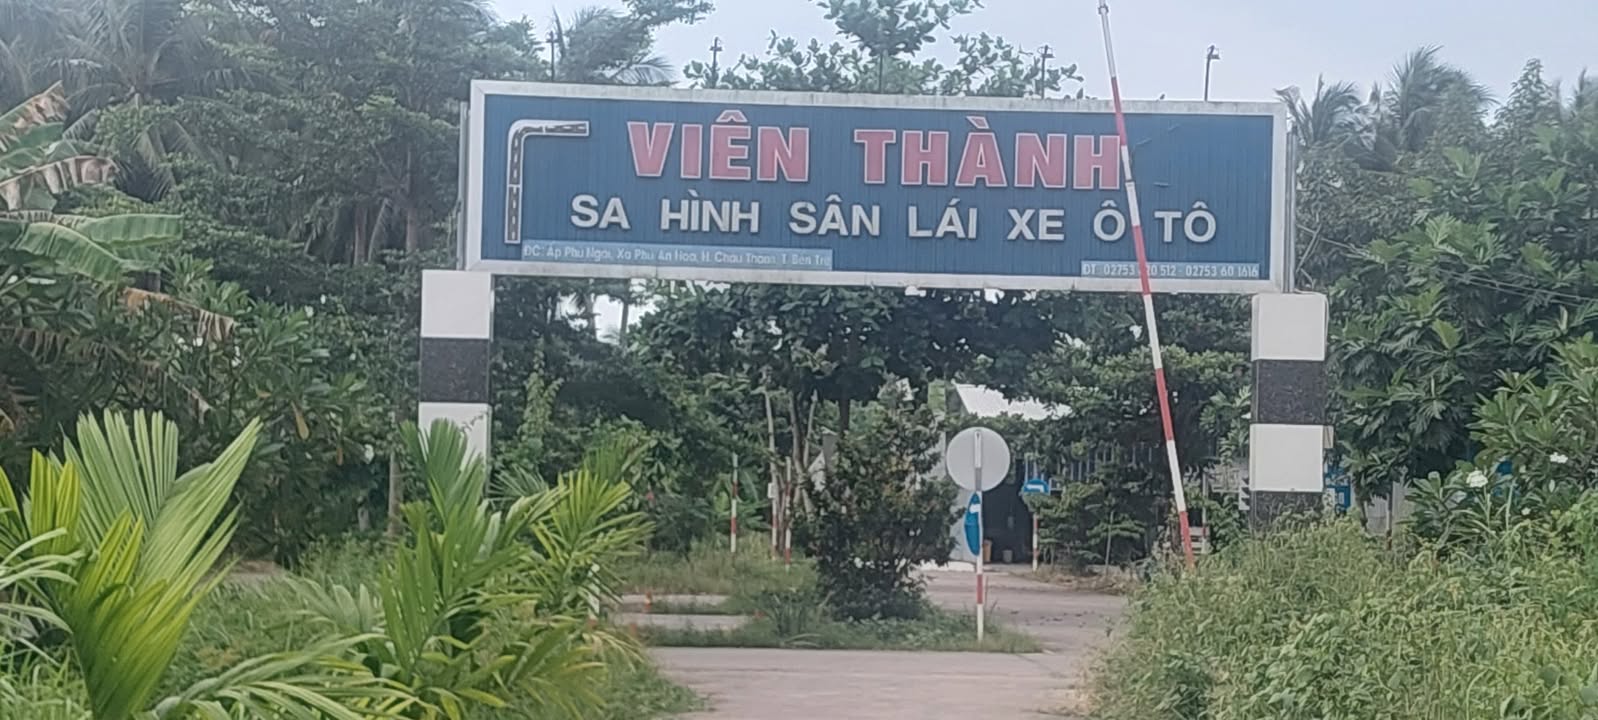 VIÊN THÀNH
SA HÌNH SÂN LÁI XE Ô TÔ
ĐC: Ấp Phú Ngãi, Xã Phú An Hòa, H. Châu Thành, T. Bến Tre
ĐT: 02753 620 512 - 02753 60 1616